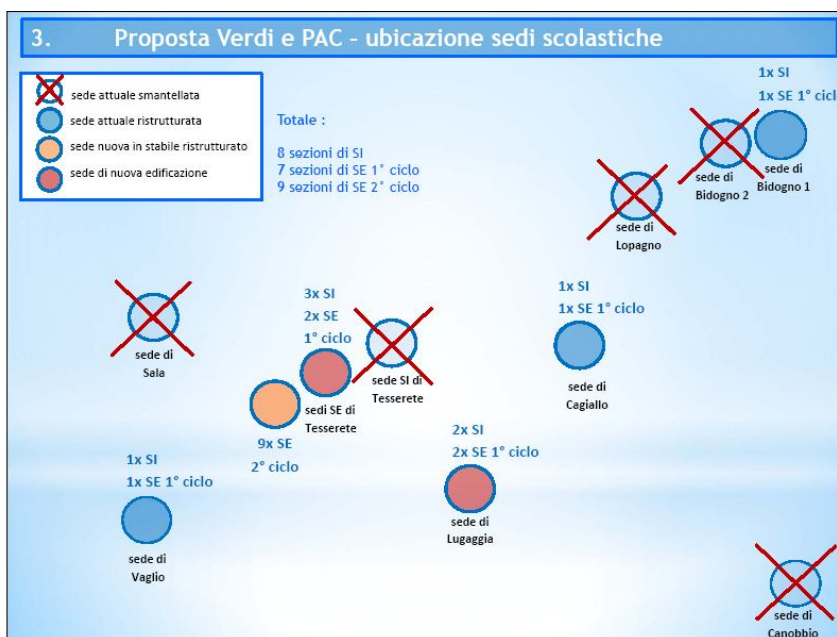 3. Proposta Verdi e PAC – ubicazione sedi scolastiche
sede attuale smantellata
sede attuale ristrutturata
sede nuova in stabile ristrutturato
sede di nuova edificazione
Totale :
8 sezioni di SI
7 sezioni di SE 1° ciclo
9 sezioni di SE 2° ciclo
1x SI
1x SE 1° ciclo
sede di
Bidogno 2
sede di
Bidogno 1
sede di
Lopagno
sede di
Sala
3x SI
2x SE
1° ciclo
sede SI di
Tesserete
sedi SE di
Tesserete
1x SI
1x SE 1° ciclo
sede di
Cagiallo
9x SE
2° ciclo
2x SI
2x SE 1° ciclo
sede di
Lugaggia
1x SI
1x SE 1° ciclo
sede di
Vaglio
sede di
Canobbio